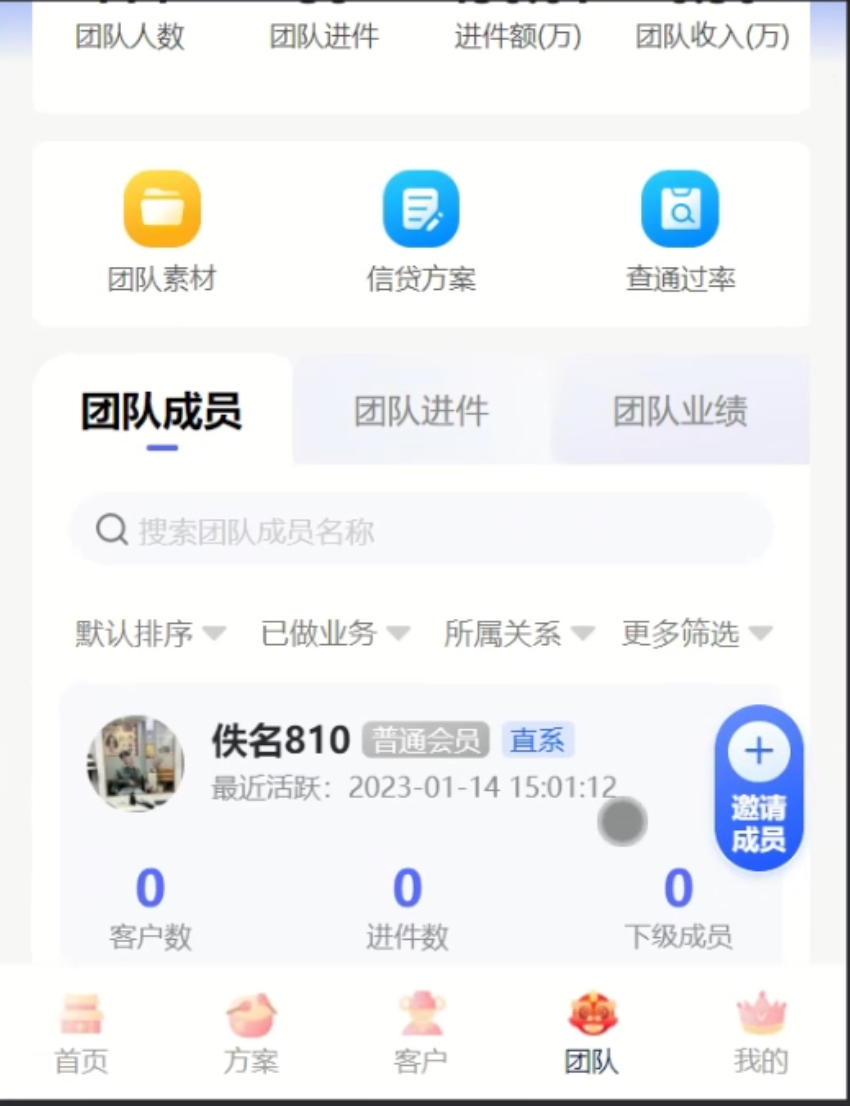 团队人数 团队进件 进件额(万) 团队收入(万)
团队素材 信贷方案 查通过率
团队成员 团队进件 团队业绩
搜索团队成员名称
默认排序 已做业务 所属关系 更多筛选
佚名810 普通会员 直系
最近活跃：2023-01-14 15:01:12
邀请
成员
0 0 0
客户数 进件数 下级成员
首页 方案 客户 团队 我的